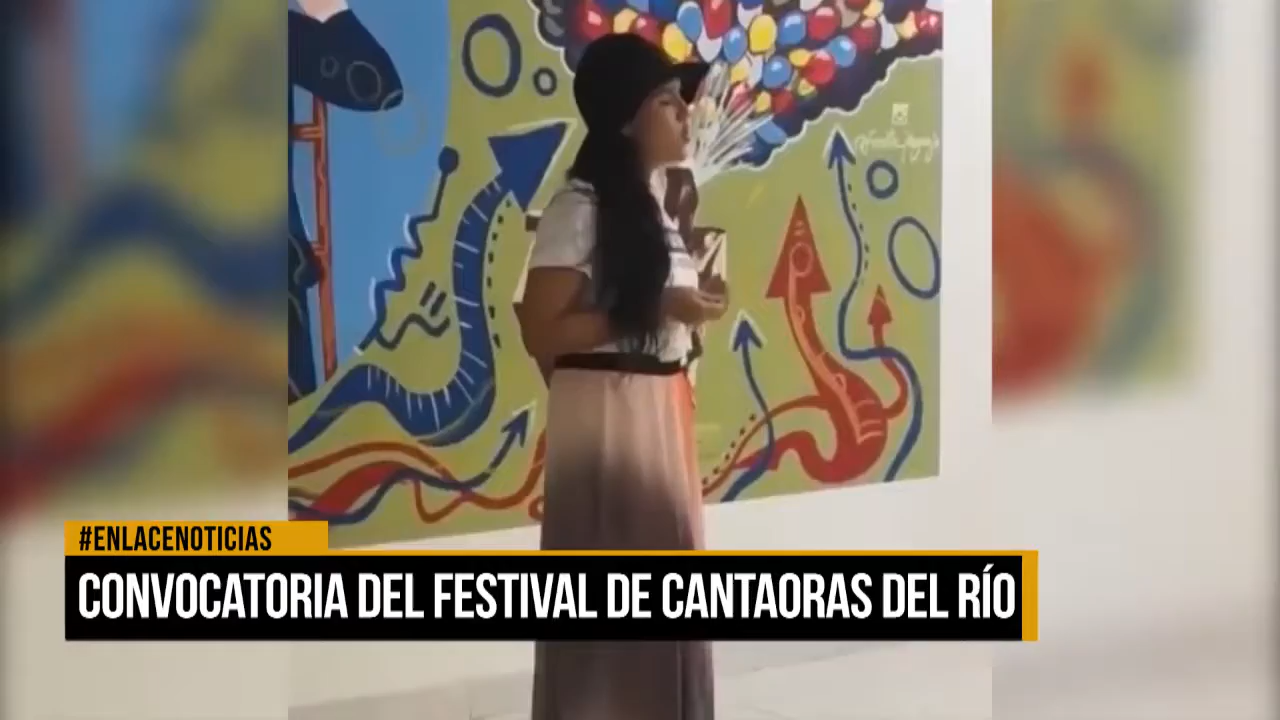 #ENLACENOTICIAS
CONVOCATORIA DEL FESTIVAL DE CANTAORAS DEL RÍO